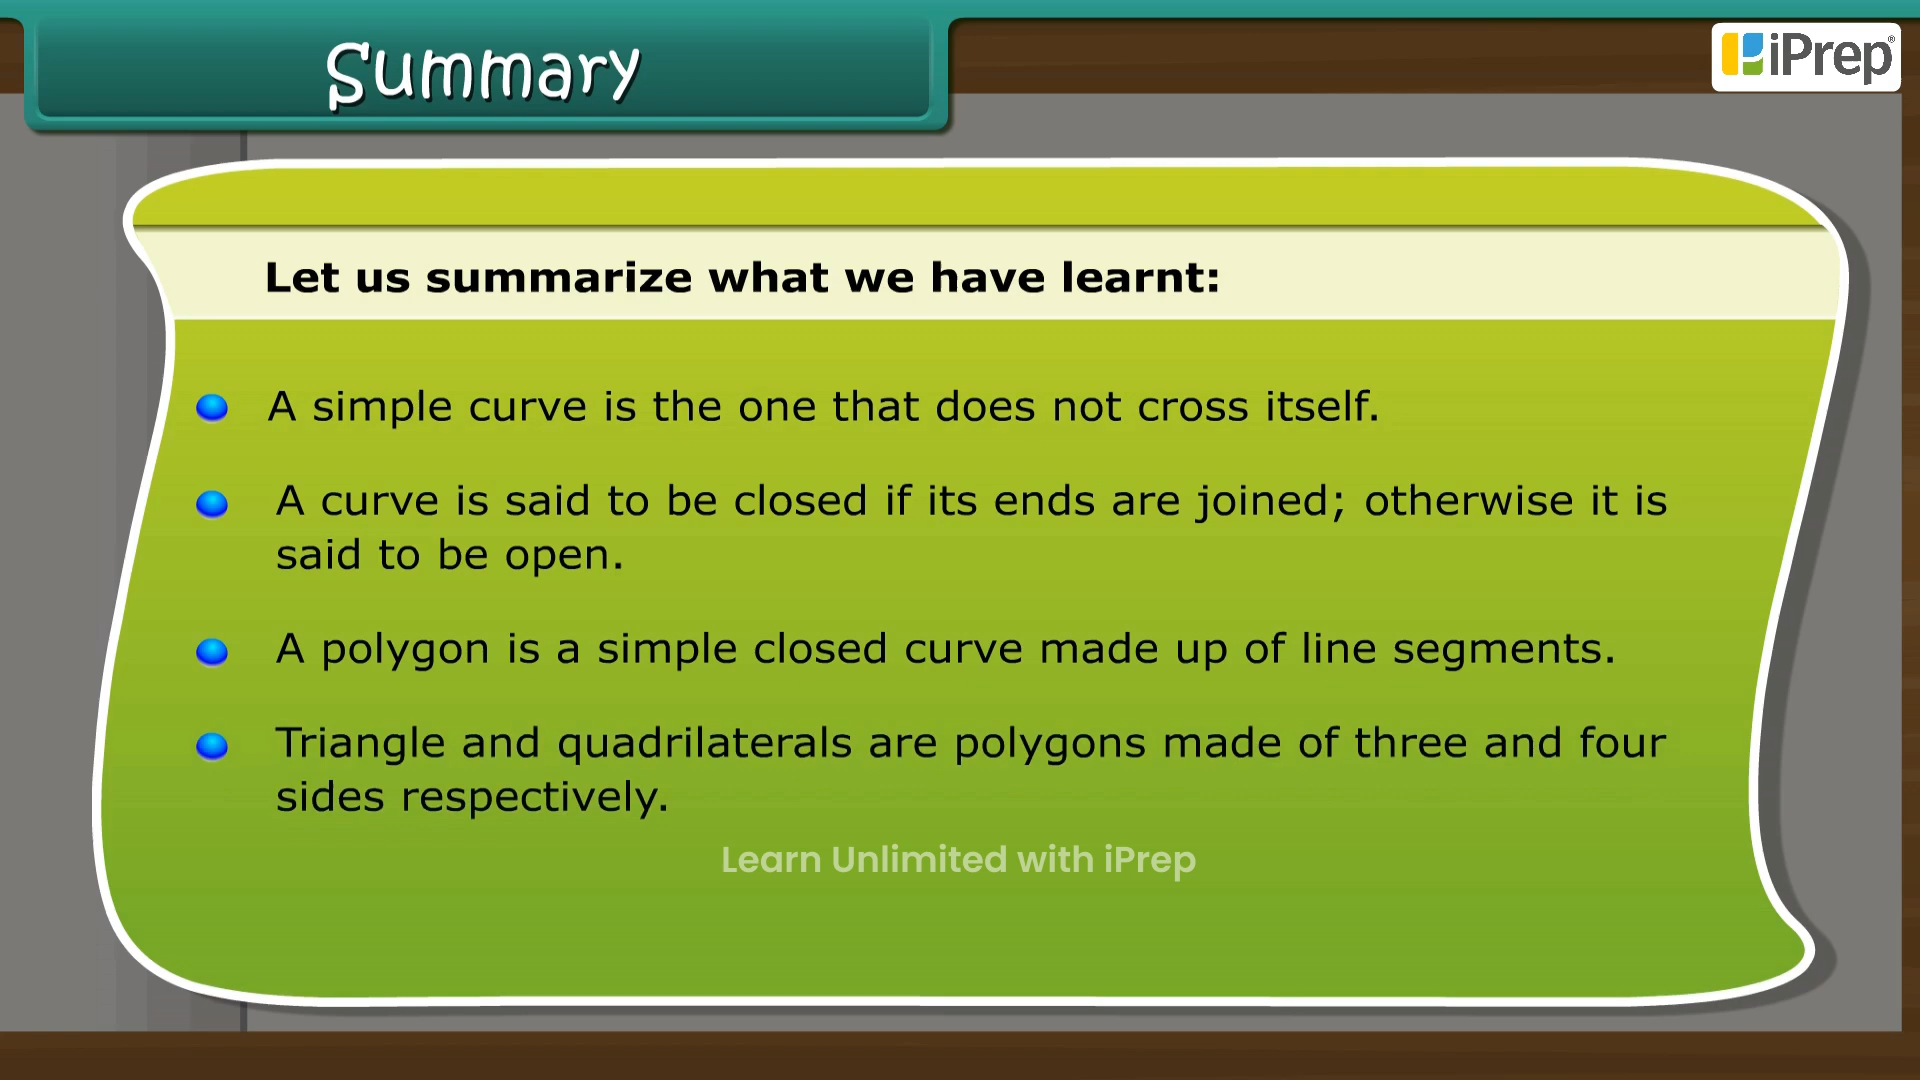 Summary
iPrep®
Let us summarize what we have learnt:
A simple curve is the one that does not cross itself.
A curve is said to be closed if its ends are joined; otherwise it is
said to be open.
A polygon is a simple closed curve made up of line segments.
Triangle and quadrilaterals are polygons made of three and four
sides respectively.
Learn Unlimited with iPrep